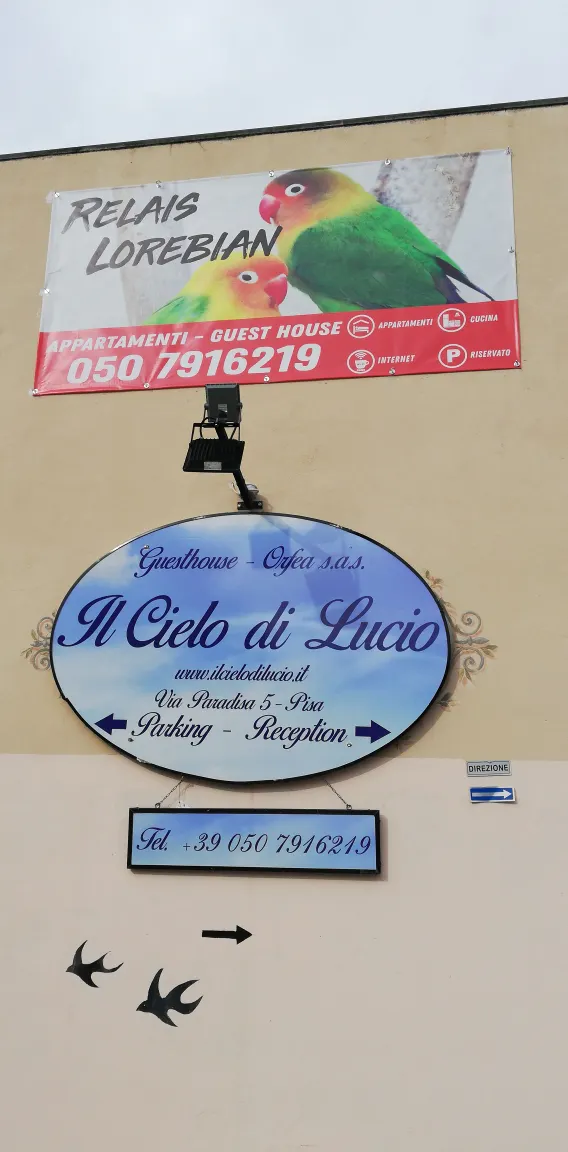 RELAIS
LOREBIAN
APPARTAMENTI - GUEST HOUSE
050 7916219
APPARTAMENTI
CUCINA
INTERNET
P RISERVATO
Guesthouse - Orfea s.a.s.
Il Cielo di Lucio
www.ilcielodilucio.it
Via Paradisa 5 - Pisa
Parking - Reception
DIREZIONE
Tel. +39 050 7916219